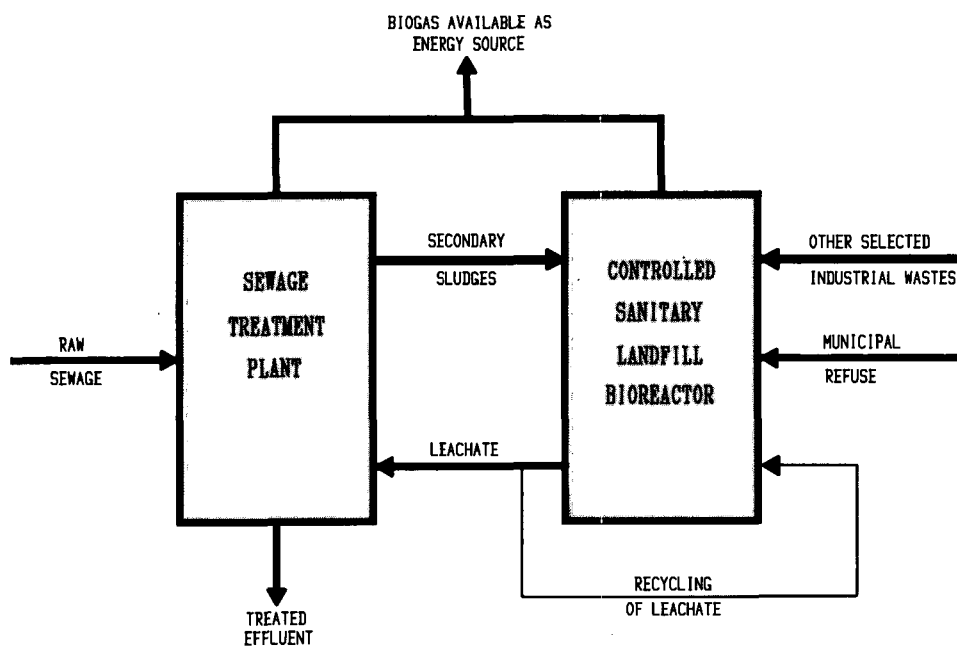 BIOGAS AVAILABLE AS
ENERGY SOURCE
SECONDARY
SLUDGES
OTHER SELECTED
INDUSTRIAL WASTES
SEWAGE
TREATMENT
PLANT
CONTROLLED
SANITARY
LANDFILL
BIOREACTOR
RAW
SEWAGE
MUNICIPAL
REFUSE
LEACHATE
RECYCLING
OF LEACHATE
TREATED
EFFLUENT